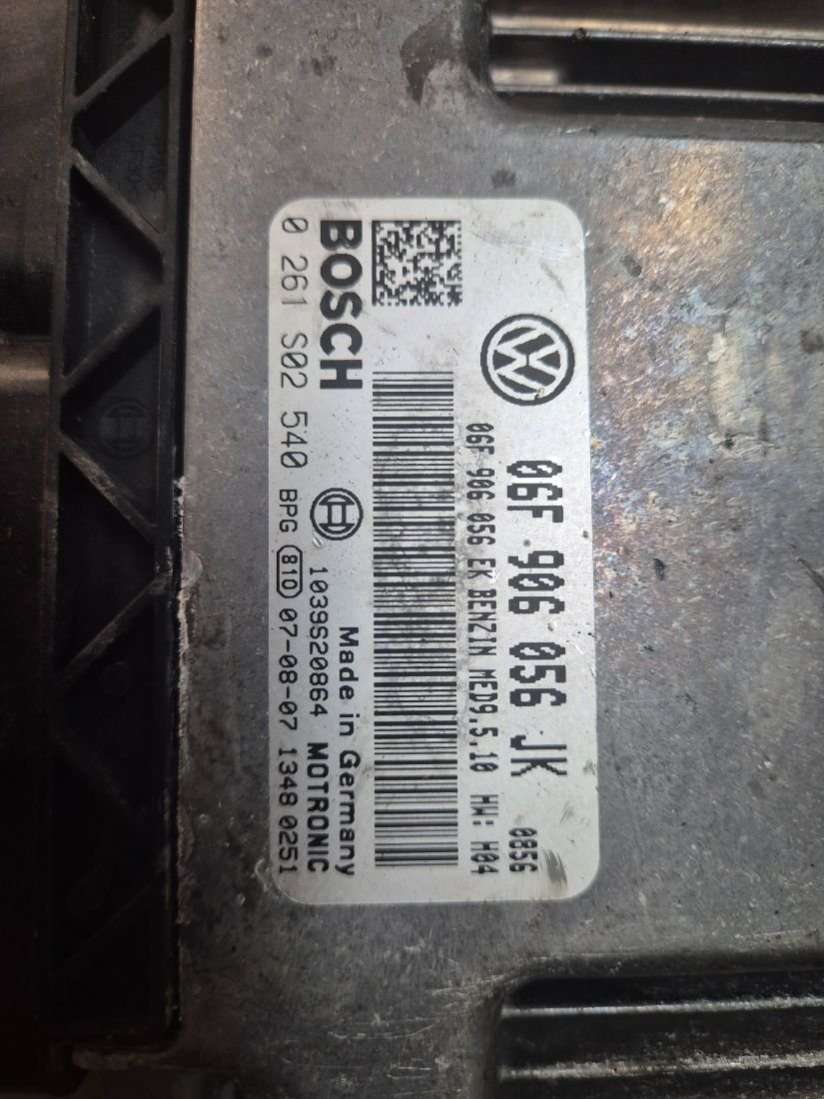 06F 906 056 JK 0856
06F 906 056 EK BENZIN MED9.5.10 HW: H04
BOSCH
Made in Germany
1039S20864 MOTRONIC
0 261 S02 540 BPG 810 07-08-07 1348 0251